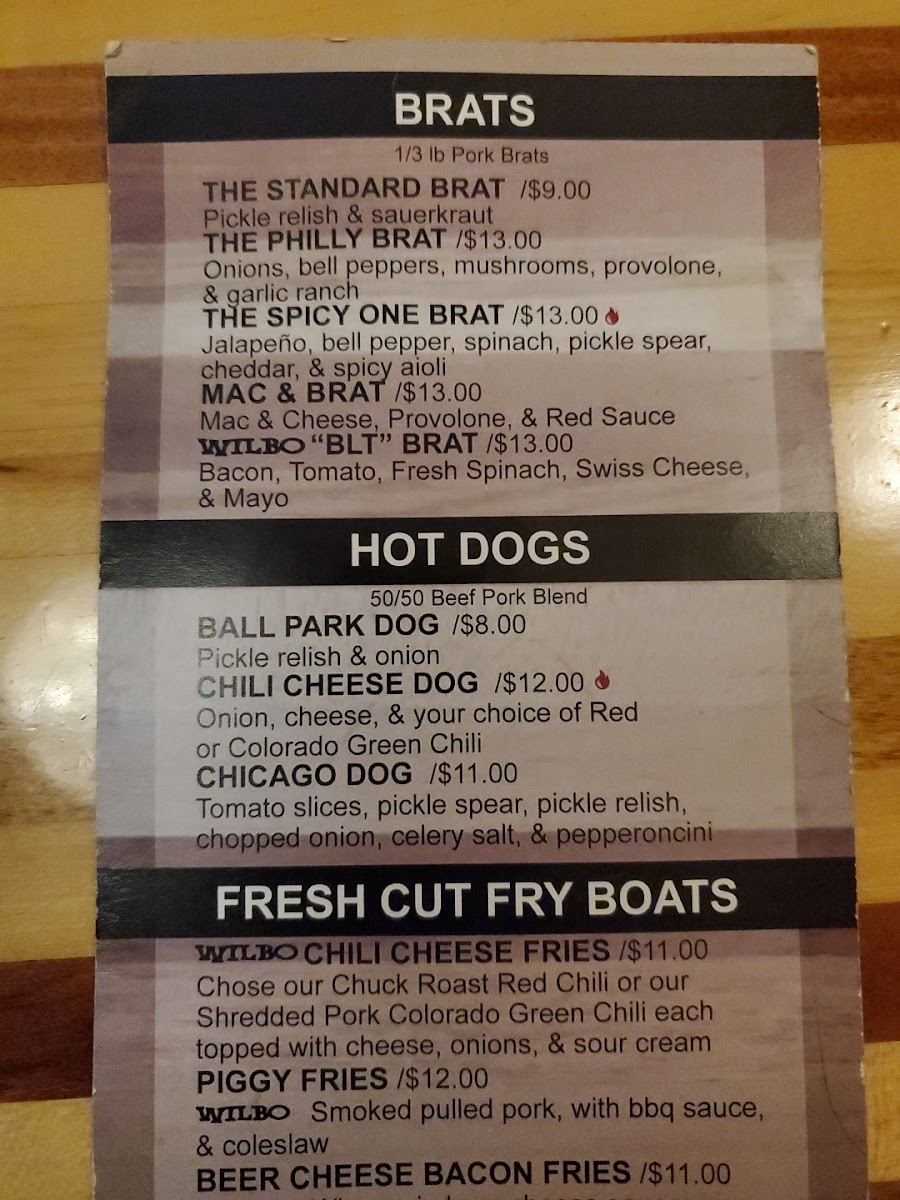 BRATS
1/3 lb Pork Brats
THE STANDARD BRAT /$9.00
Pickle relish & sauerkraut
THE PHILLY BRAT /$13.00
Onions, bell peppers, mushrooms, provolone,
& garlic ranch
THE SPICY ONE BRAT /$13.00
Jalapeño, bell pepper, spinach, pickle spear,
cheddar, & spicy aioli
MAC & BRAT /$13.00
Mac & Cheese, Provolone, & Red Sauce
WILBO "BLT" BRAT /$13.00
Bacon, Tomato, Fresh Spinach, Swiss Cheese,
& Mayo
HOT DOGS
50/50 Beef Pork Blend
BALL PARK DOG /$8.00
Pickle relish & onion
CHILI CHEESE DOG /$12.00
Onion, cheese, & your choice of Red
or Colorado Green Chili
CHICAGO DOG /$11.00
Tomato slices, pickle spear, pickle relish,
chopped onion, celery salt, & pepperoncini
FRESH CUT FRY BOATS
WILBO CHILI CHEESE FRIES /$11.00
Chose our Chuck Roast Red Chili or our
Shredded Pork Colorado Green Chili each
topped with cheese, onions, & sour cream
PIGGY FRIES /$12.00
WILBO Smoked pulled pork, with bbq sauce,
& coleslaw
BEER CHEESE BACON FRIES /$11.00